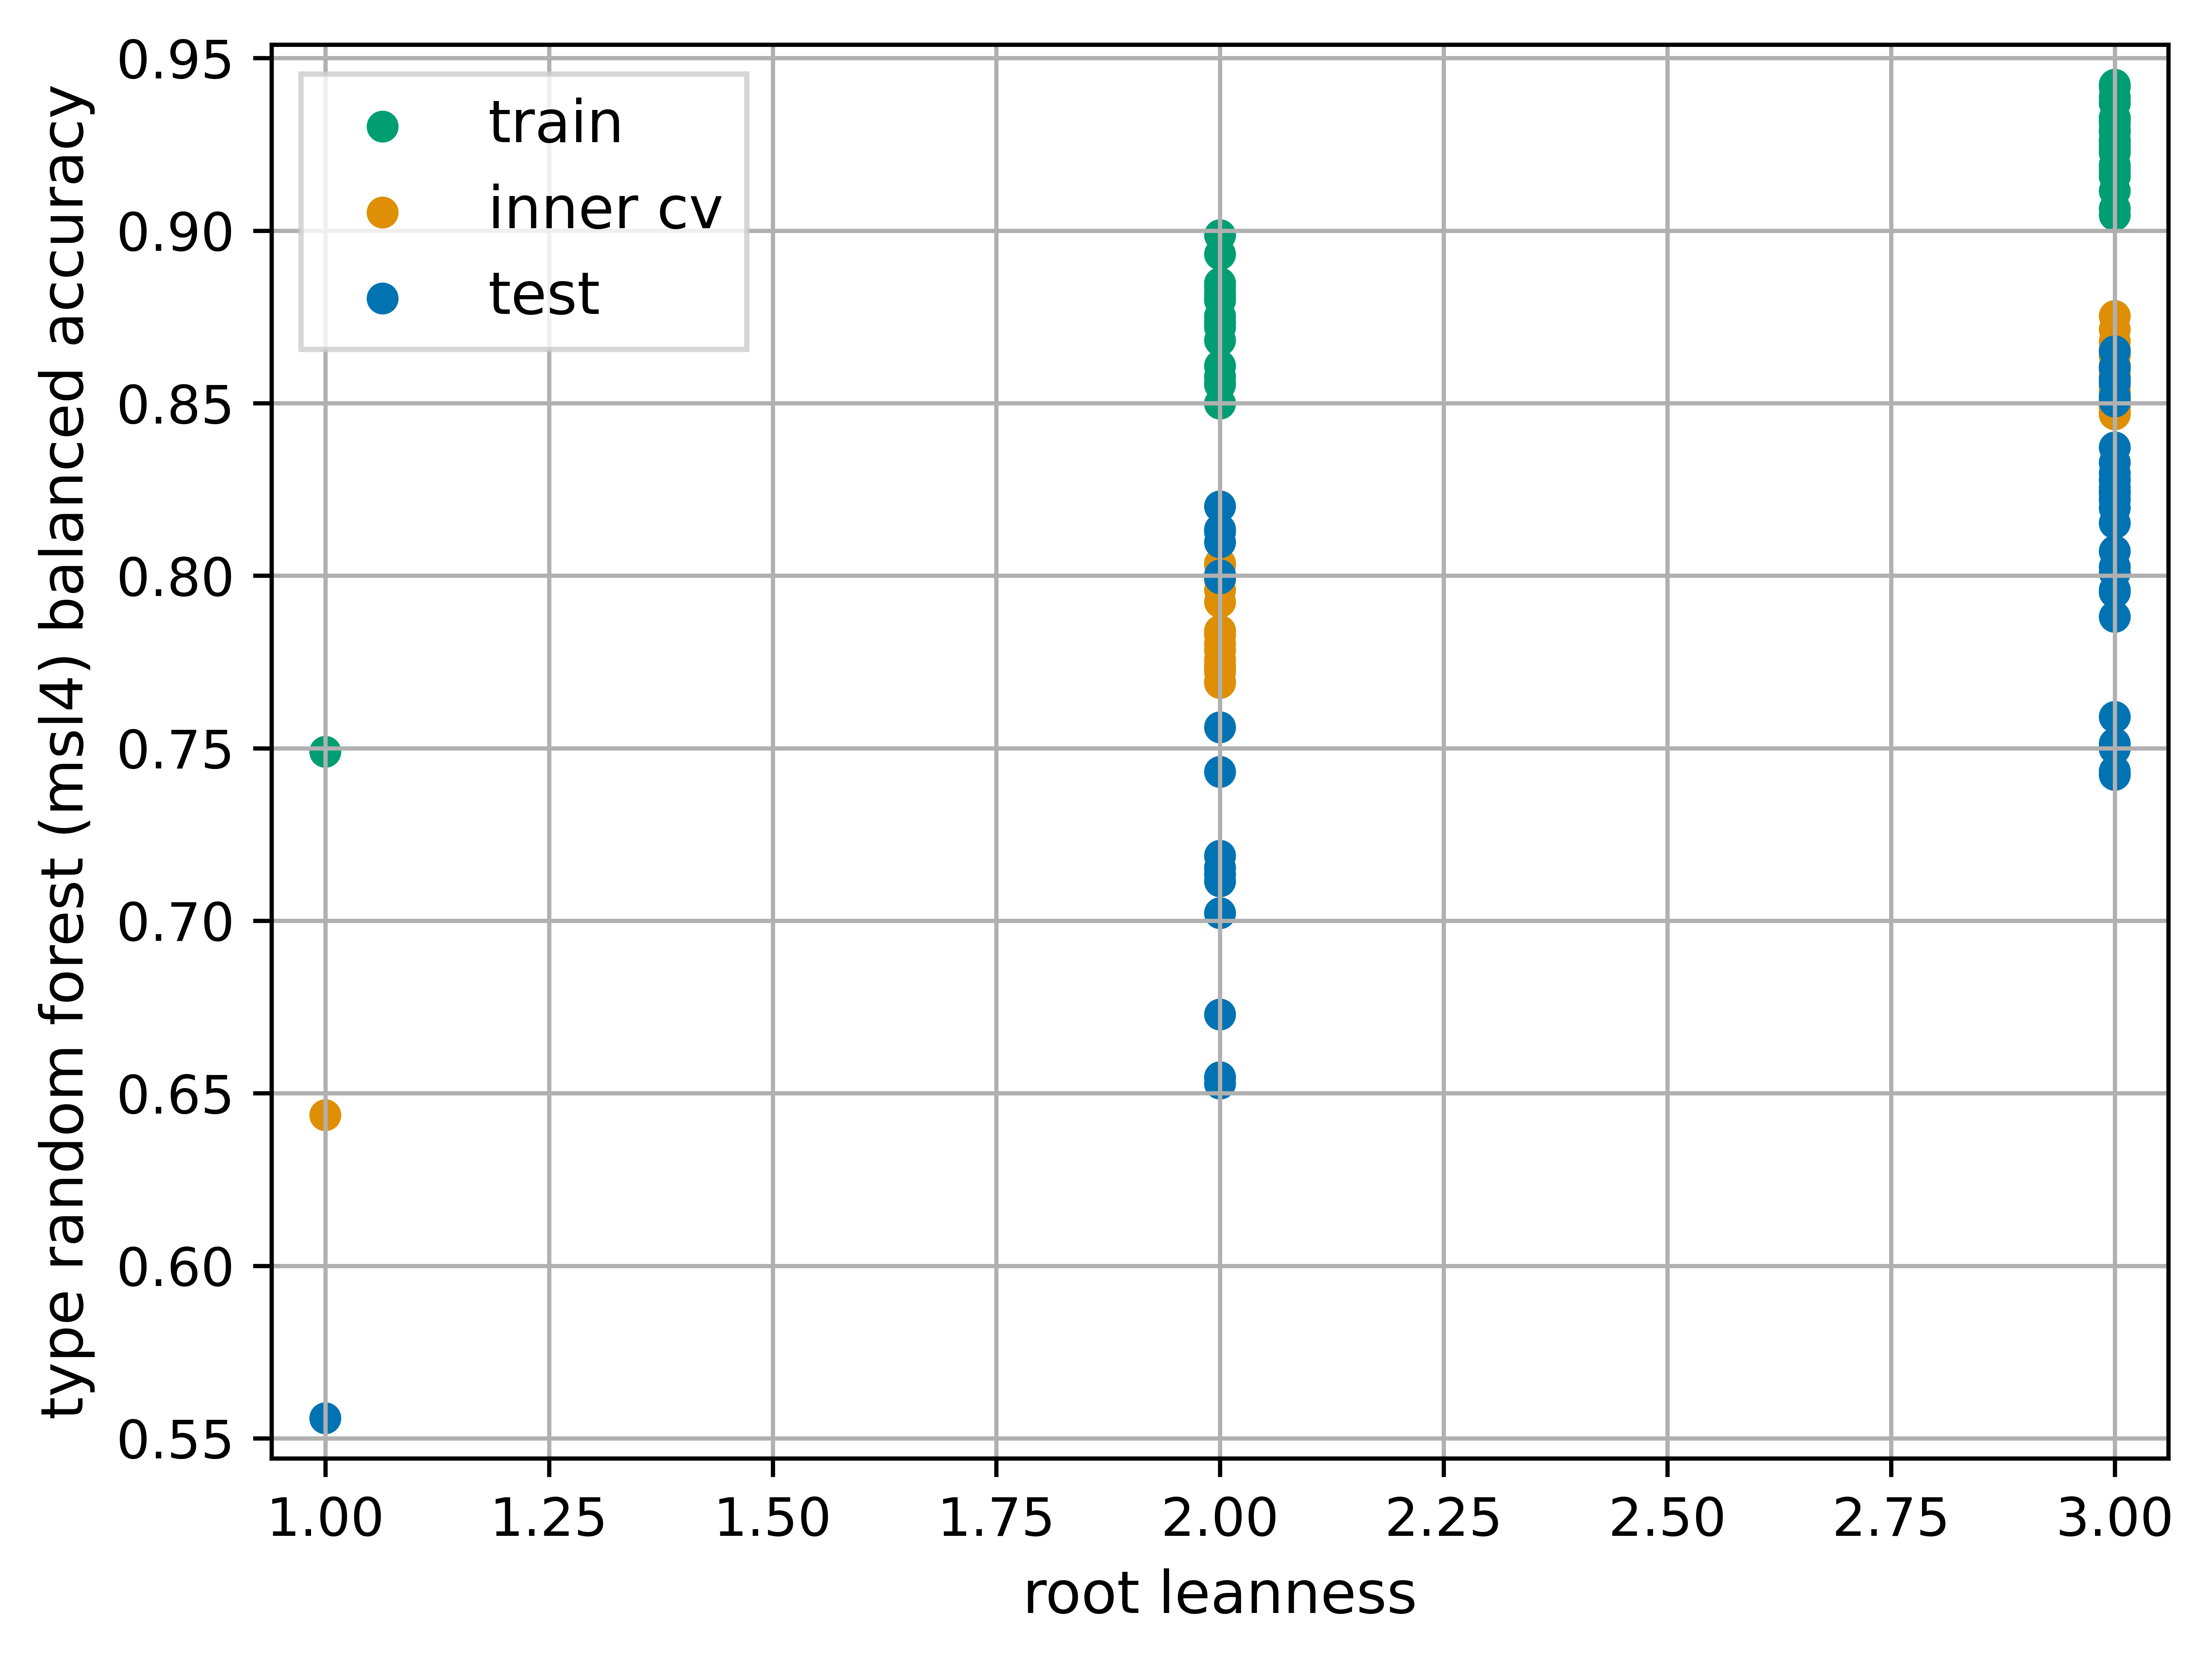 type random forest (msl4) balanced accuracy
0.95
0.90
0.85
0.80
0.75
0.70
0.65
0.60
0.55
train
inner cv
test
1.00 1.25 1.50 1.75 2.00 2.25 2.50 2.75 3.00
root leanness